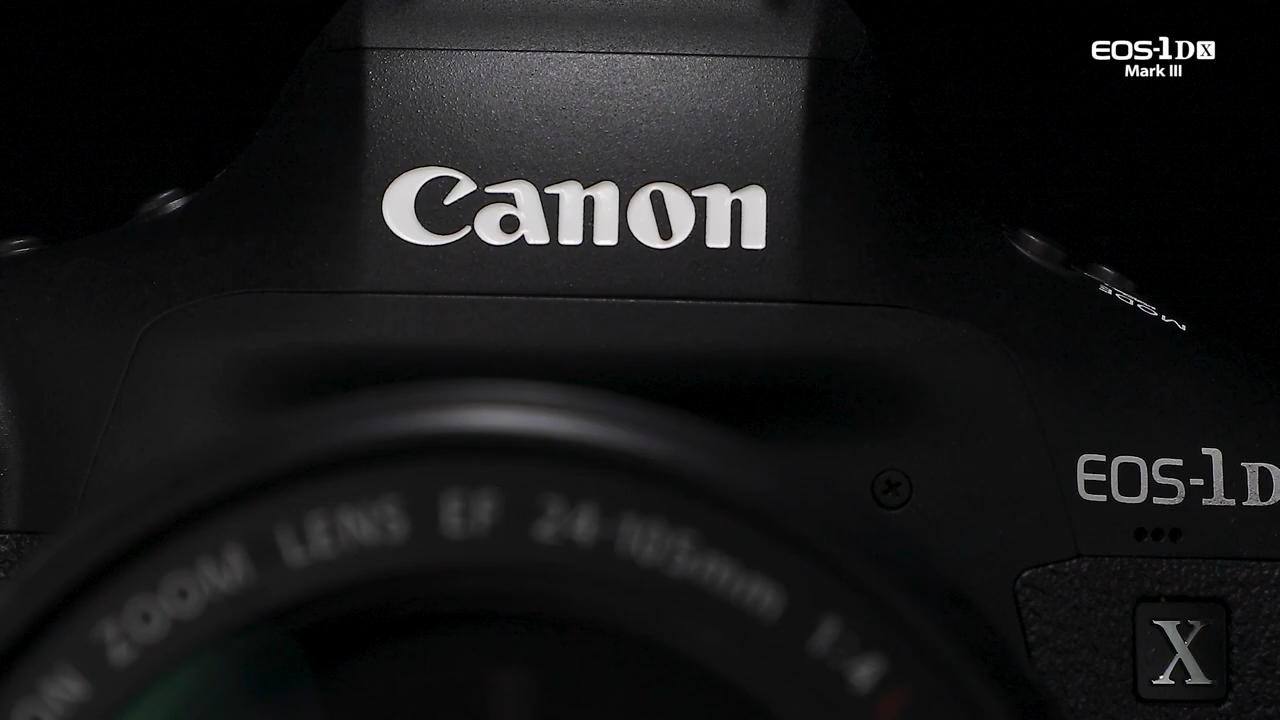 EOS-1D X
Mark III
Canon
MODE
EOS-1D
X
ZOOM LENS EF 24-105mm 1:4